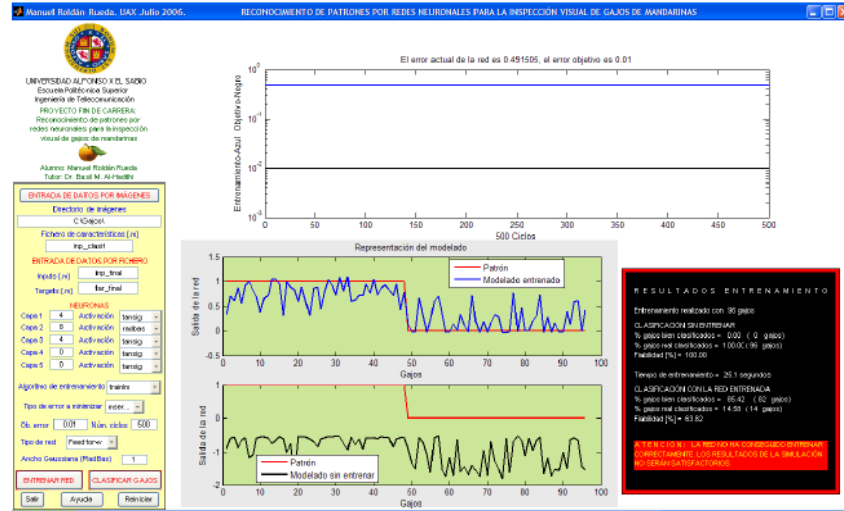 Manuel Roldán Rueda. UAX Julio 2006.
RECONOCIMIENTO DE PATRONES POR REDES NEURONALES PARA LA INSPECCIÓN VISUAL DE GAJOS DE MANDARINAS
UNIVERSIDAD ALFONSO X EL SABIO
Escuela Politécnica Superior
Ingeniería de Telecomunicación
PROYECTO FIN DE CARRERA:
Reconocimiento de patrones por
redes neuronales para la inspección
visual de gajos de mandarinas
Alumno: Manuel Roldán Rueda
Tutor: Dr. Basil M. Al-Hadithi
ENTRADA DE DATOS POR IMÁGENES
Directorio de imágenes
C:\Gajos\
Fichero de características (.rv)
inp_clasif
ENTRADA DE DATOS POR FICHERO
Inputs (.rv) inp_final
Targets (.rv) tar_final
NEURONAS
Capa 1 4 Activación tansig
Capa 2 8 Activación radbas
Capa 3 4 Activación tansig
Capa 4 0 Activación tansig
Capa 5 0 Activación tansig
Algoritmo de entrenamiento trainlm
Tipo de error a minimizar
Ob. error 0.01 Núm. ciclos 500
Tipo de red
Ancho Gaussiana (RadBas) 1
ENTRENAR RED CLASIFICAR GAJOS
Salir Ayuda Reiniciar
El error actual de la red es 0.491505, el error objetivo es 0.01
Entrenamiento-Azul Objetivo-Negro
10^0
10^-1
10^-2
10^-3
0 50 100 150 200 250 300 350 400 450 500
500 Ciclos
Representación del modelado
Salida de la red
1.5
1
0.5
0
-0.5
Patrón
Modelado entrenado
0 10 20 30 40 50 60 70 80 90 100
Gajos
Salida de la red
1
0
-1
-2
Patrón
Modelado sin entrenar
0 10 20 30 40 50 60 70 80 90 100
Gajos
RESULTADOS ENTRENAMIENTO
Entrenamiento realizado con 96 gajos
CLASIFICACIÓN SIN ENTRENAR
% gajos bien clasificados = 0.00 ( 0 gajos)
% gajos mal clasificados = 100.00 ( 96 gajos)
Fiabilidad [%] = 100.00
Tiempo de entrenamiento = 25.1 segundos
CLASIFICACIÓN CON LA RED ENTRENADA
% gajos bien clasificados = 85.42 ( 82 gajos)
% gajos mal clasificados = 14.58 ( 14 gajos)
Fiabilidad [%] = 63.82
ATENCION: LA RED NO HA CONSEGUIDO ENTRENAR
CORRECTAMENTE. LOS RESULTADOS DE LA SIMULACIÓN
NO SERÁN SATISFACTORIOS